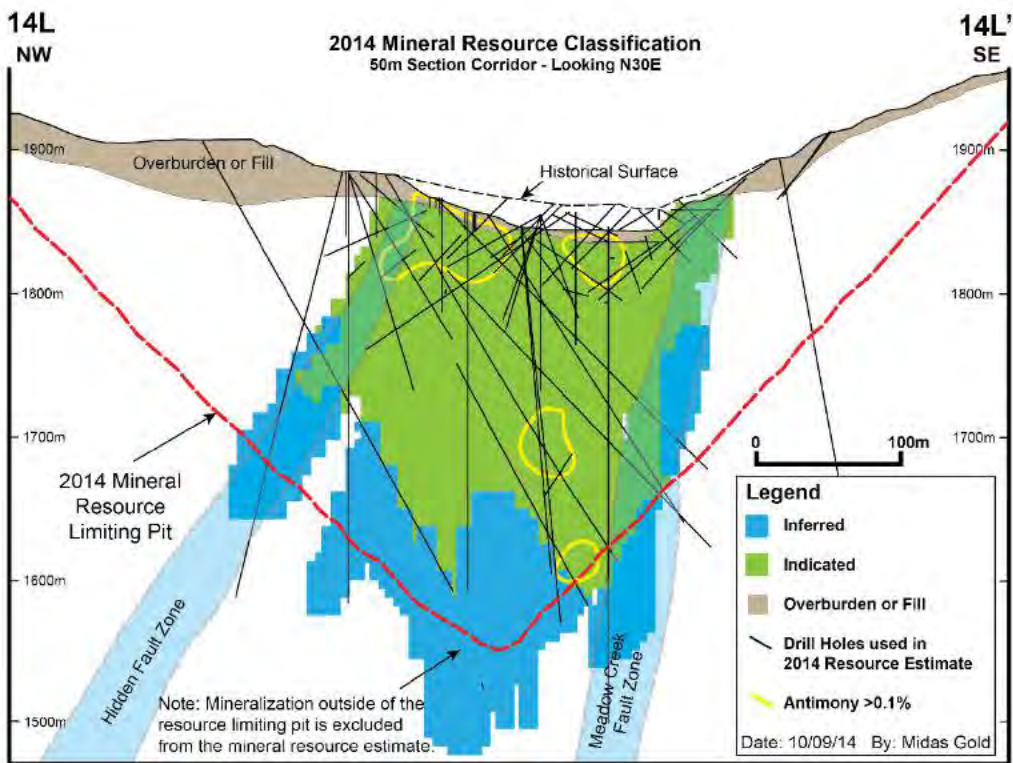 14L
NW
2014 Mineral Resource Classification
50m Section Corridor - Looking N30E
14L'
SE
1900m
Overburden or Fill
Historical Surface
1900m
1800m
1800m
1700m
1700m
2014 Mineral
Resource
Limiting Pit
0
100m
1600m
Hidden Fault Zone
Note: Mineralization outside of the
resource limiting pit is excluded
from the mineral resource estimate.
Meadow Creek
Fault Zone
1500m
Legend
Inferred
Indicated
Overburden or Fill
Drill Holes used in
2014 Resource Estimate
Antimony >0.1%
Date: 10/09/14 By: Midas Gold